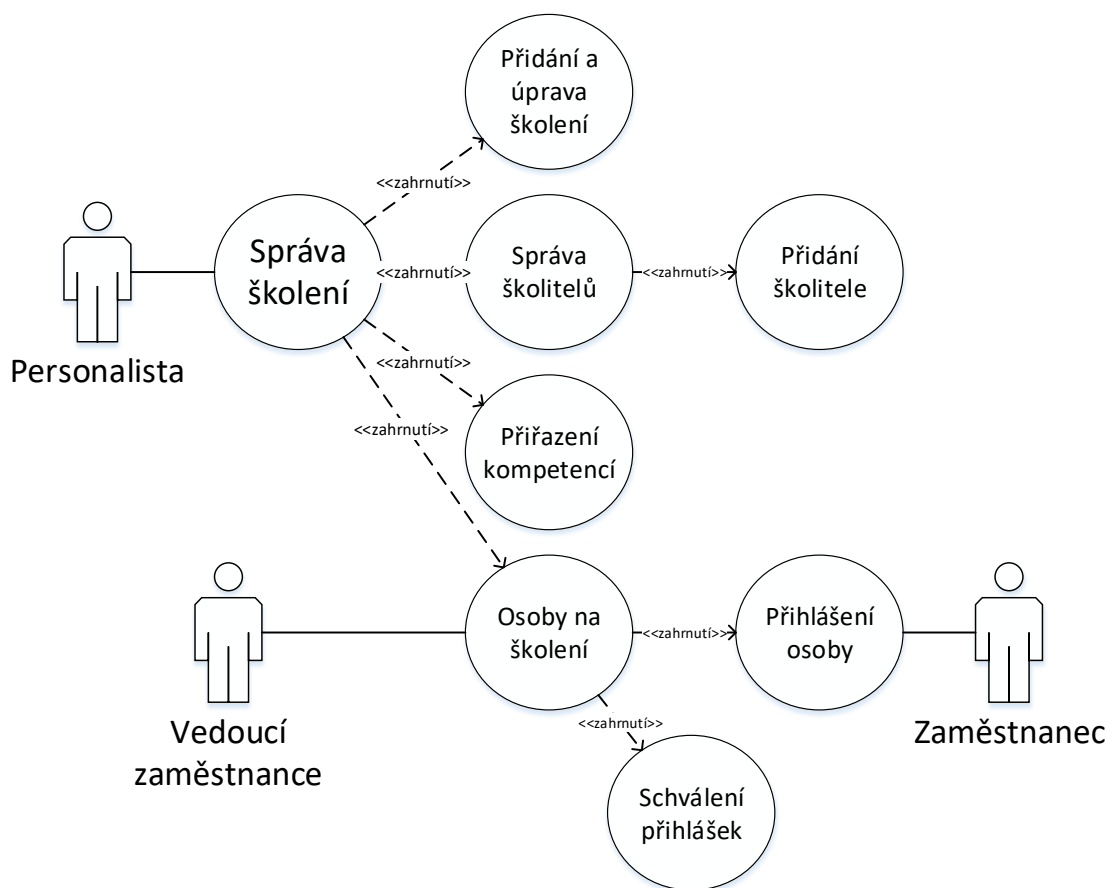 Přidání a
úprava
školení
<<zahrnutí>>
Správa
školení
<<zahrnutí>>
Správa
školitelů
<<zahrnutí>>
Přidání
školitele
Personalista
<<zahrnutí>>
<<zahrnutí>>
Přiřazení
kompetencí
Osoby na
školení
<<zahrnutí>>
Přihlášení
osoby
Vedoucí
zaměstnance
<<zahrnutí>>
Zaměstnanec
Schválení
přihlášek